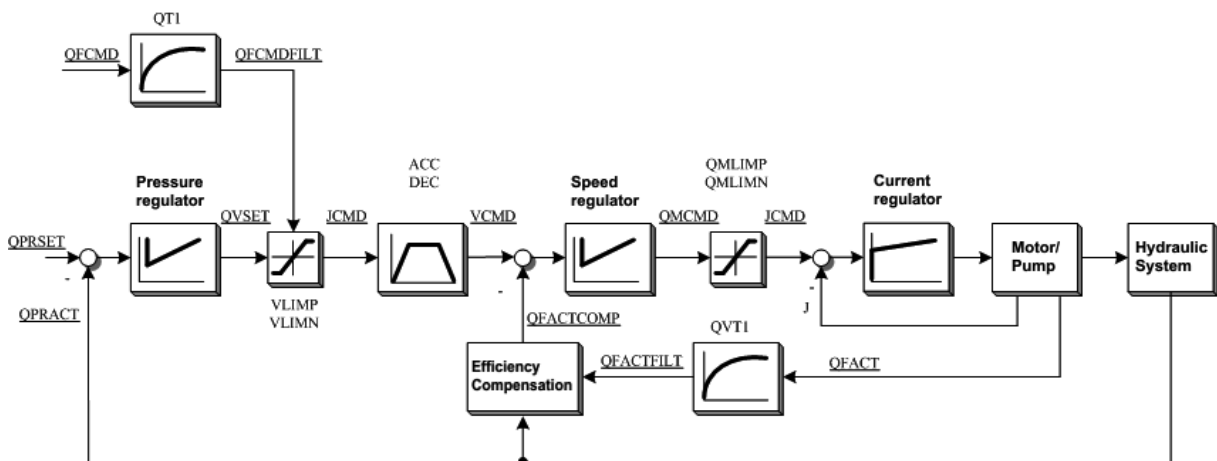 QT1
QFCMD
QFCMDFILT
Pressure
regulator
ACC
DEC
Speed
regulator
QMLIMP
QMLIMN
Current
regulator
QPRSET
QVSET
JCMD
VCMD
QMCMD
JCMD
Motor/
Pump
Hydraulic
System
-
-
-
J
QPRACT
VLIMP
VLIMN
QFACTCOMP
QVT1
Efficiency
Compensation
QFACTFILT
QFACT